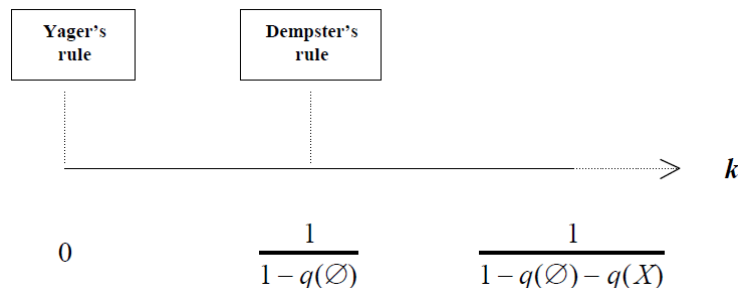 Yager's
rule
Dempster's
rule
k
0
1
1 − q(∅)
1
1 − q(∅) − q(X)